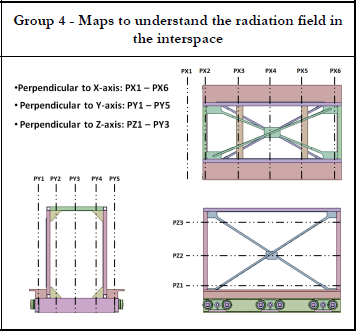 Group 4 - Maps to understand the radiation field in
the interspace
PX1 PX2 PX3 PX4 PX5 PX6
•Perpendicular to X-axis: PX1 – PX6
• Perpendicular to Y-axis: PY1 – PY5
• Perpendicular to Z-axis: PZ1 – PY3
PY1 PY2 PY3 PY4 PY5
PZ3
PZ2
PZ1